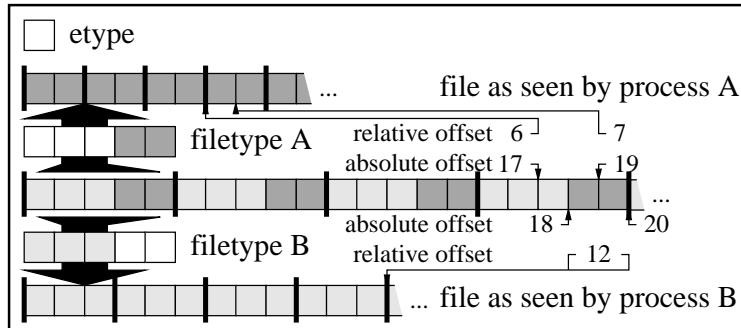 etype
... file as seen by process A
filetype A
relative offset 6 7
absolute offset 17 19
...
absolute offset 18 20
filetype B
relative offset 12
... file as seen by process B